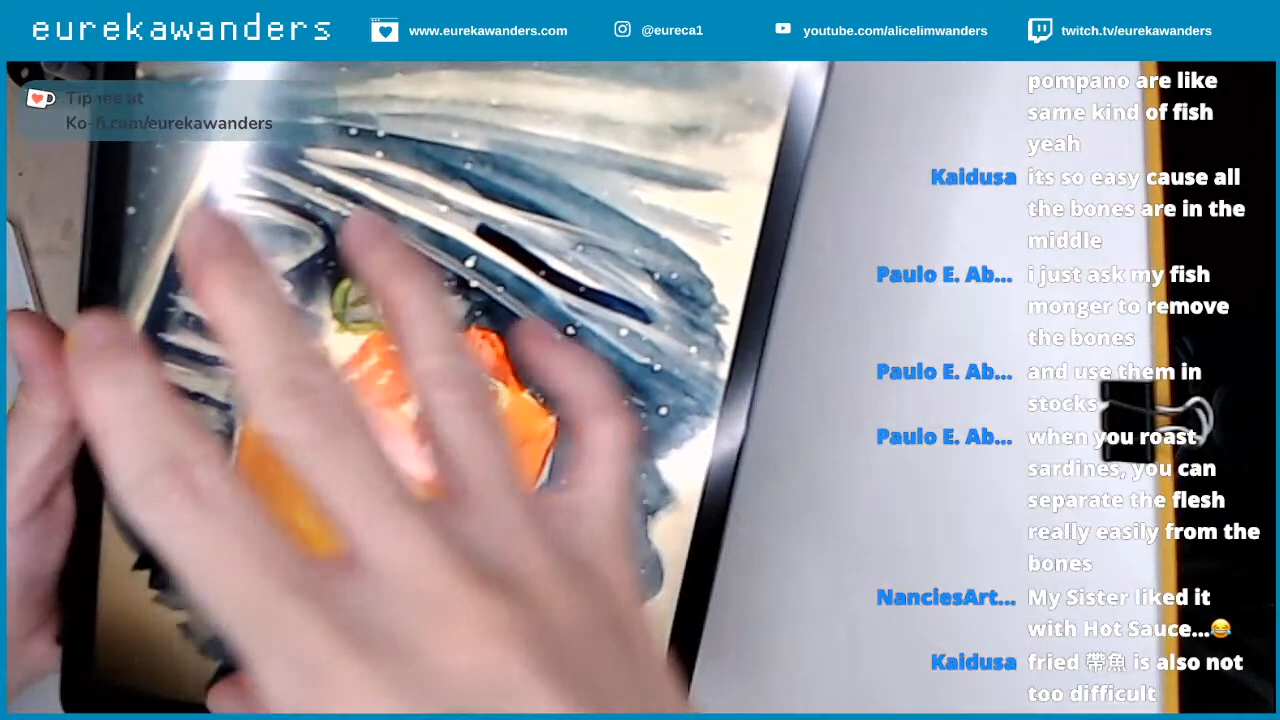 eurekawanders
www.eurekawanders.com
@eureca1
youtube.com/alicelimwanders
twitch.tv/eurekawanders
Tip me at
Ko-fi.com/eurekawanders
pompano are like
same kind of fish
yeah
Kaidusa its so easy cause all
the bones are in the
middle
Paulo E. Ab... i just ask my fish
monger to remove
the bones
Paulo E. Ab... and use them in
stocks
Paulo E. Ab... when you roast
sardines, you can
separate the flesh
really easily from the
bones
NanciesArt... My Sister liked it
with Hot Sauce...😂
Kaidusa fried 帶魚 is also not
too difficult